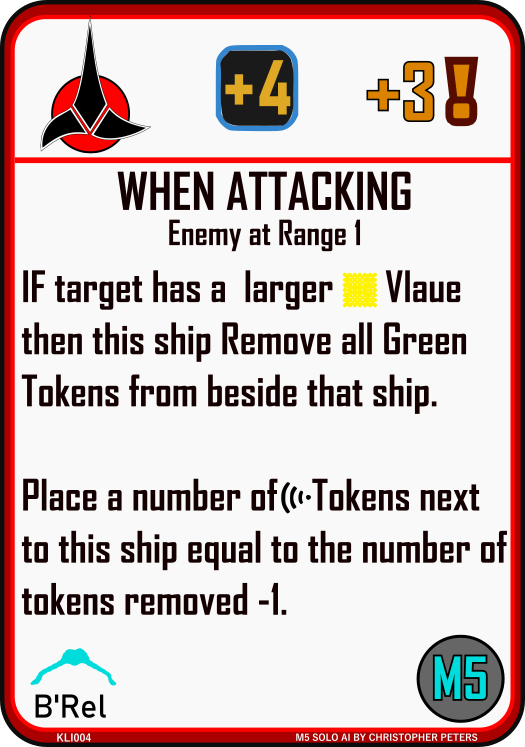 +4
+3!
WHEN ATTACKING
Enemy at Range 1
IF target has a larger Vlaue
then this ship Remove all Green
Tokens from beside that ship.
Place a number of Tokens next
to this ship equal to the number of
tokens removed -1.
B'Rel
M5
KLI004
M5 SOLO AI BY CHRISTOPHER PETERS